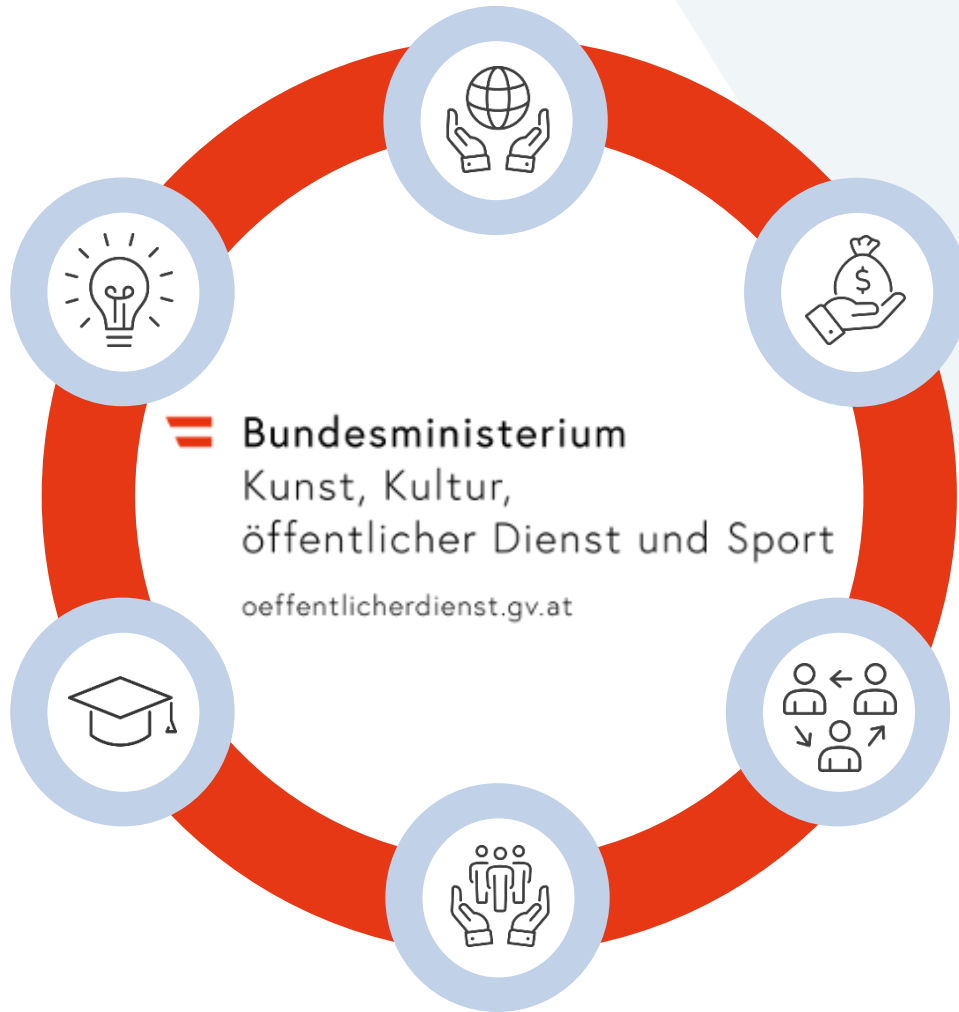 $
Bundesministerium
Kunst, Kultur,
öffentlicher Dienst und Sport
oeffentlicherdienst.gv.at